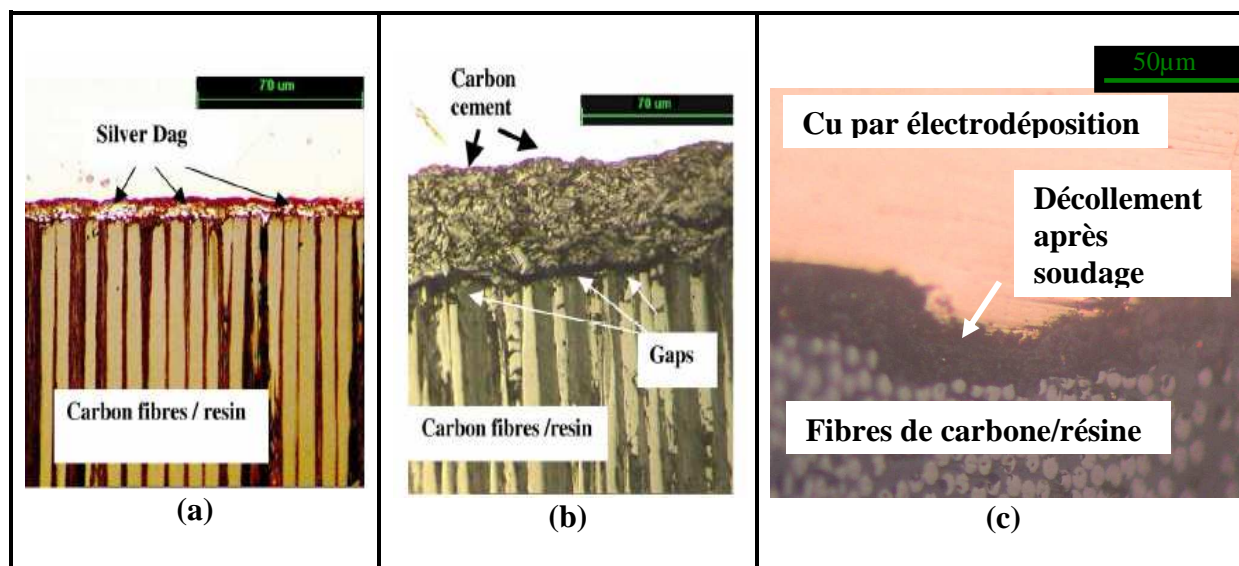 70 um
Silver Dag
Carbon fibres / resin
(a)
Carbon
cement
70 um
Gaps
Carbon fibres /resin
(b)
50µm
Cu par électrodéposition
Décollement
après
soudage
Fibres de carbone/résine
(c)